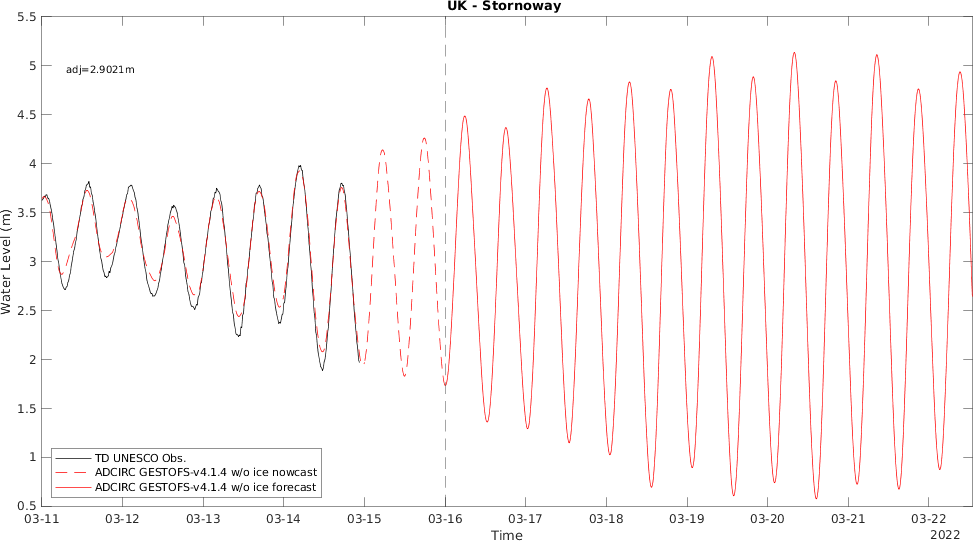 UK - Stornoway
adj=2.9021m
5.5
5
4.5
4
3.5
3
2.5
2
1.5
1
0.5
Water Level (m)
TD UNESCO Obs.
ADCIRC GESTOFS-v4.1.4 w/o ice nowcast
ADCIRC GESTOFS-v4.1.4 w/o ice forecast
03-11 03-12 03-13 03-14 03-15 03-16 03-17 03-18 03-19 03-20 03-21 03-22
Time
2022